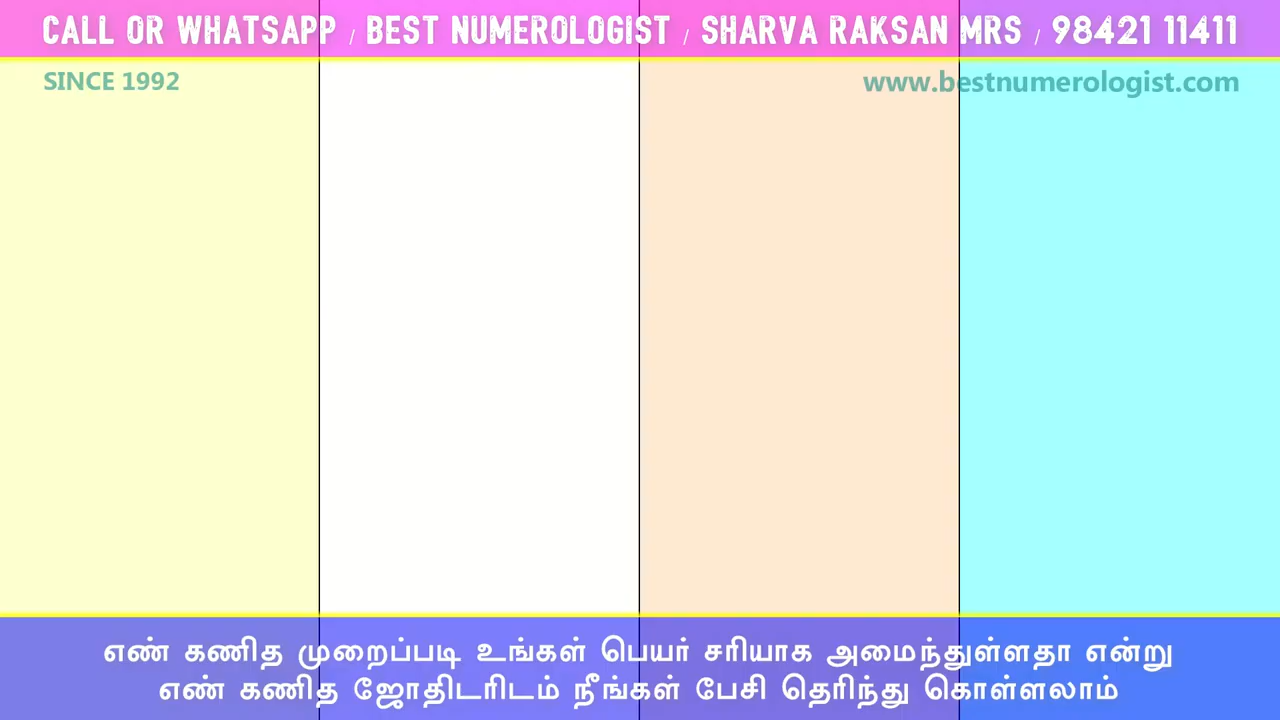 CALL OR WHATSAPP / BEST NUMEROLOGIST / SHARVA RAKSAN MRS / 98421 11411
SINCE 1992
www.bestnumerologist.com
எண் கணித முறைப்படி உங்கள் பெயர் சரியாக அமைந்துள்ளதா என்று
எண் கணித ஜோதிடரிடம் நீங்கள் பேசி தெரிந்து கொள்ளலாம்